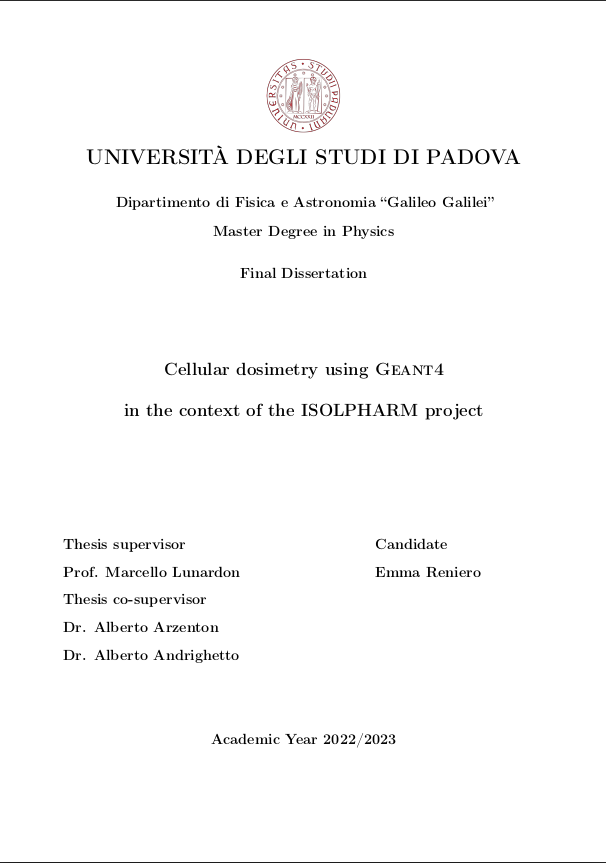 UNIVERSITAS STUDII PADUANI
MCCXXII
UNIVERSITÀ DEGLI STUDI DI PADOVA
Dipartimento di Fisica e Astronomia “Galileo Galilei”
Master Degree in Physics
Final Dissertation
Cellular dosimetry using GEANT4
in the context of the ISOLPHARM project
Thesis supervisor
Prof. Marcello Lunardon
Thesis co-supervisor
Dr. Alberto Arzenton
Dr. Alberto Andrighetto
Candidate
Emma Reniero
Academic Year 2022/2023